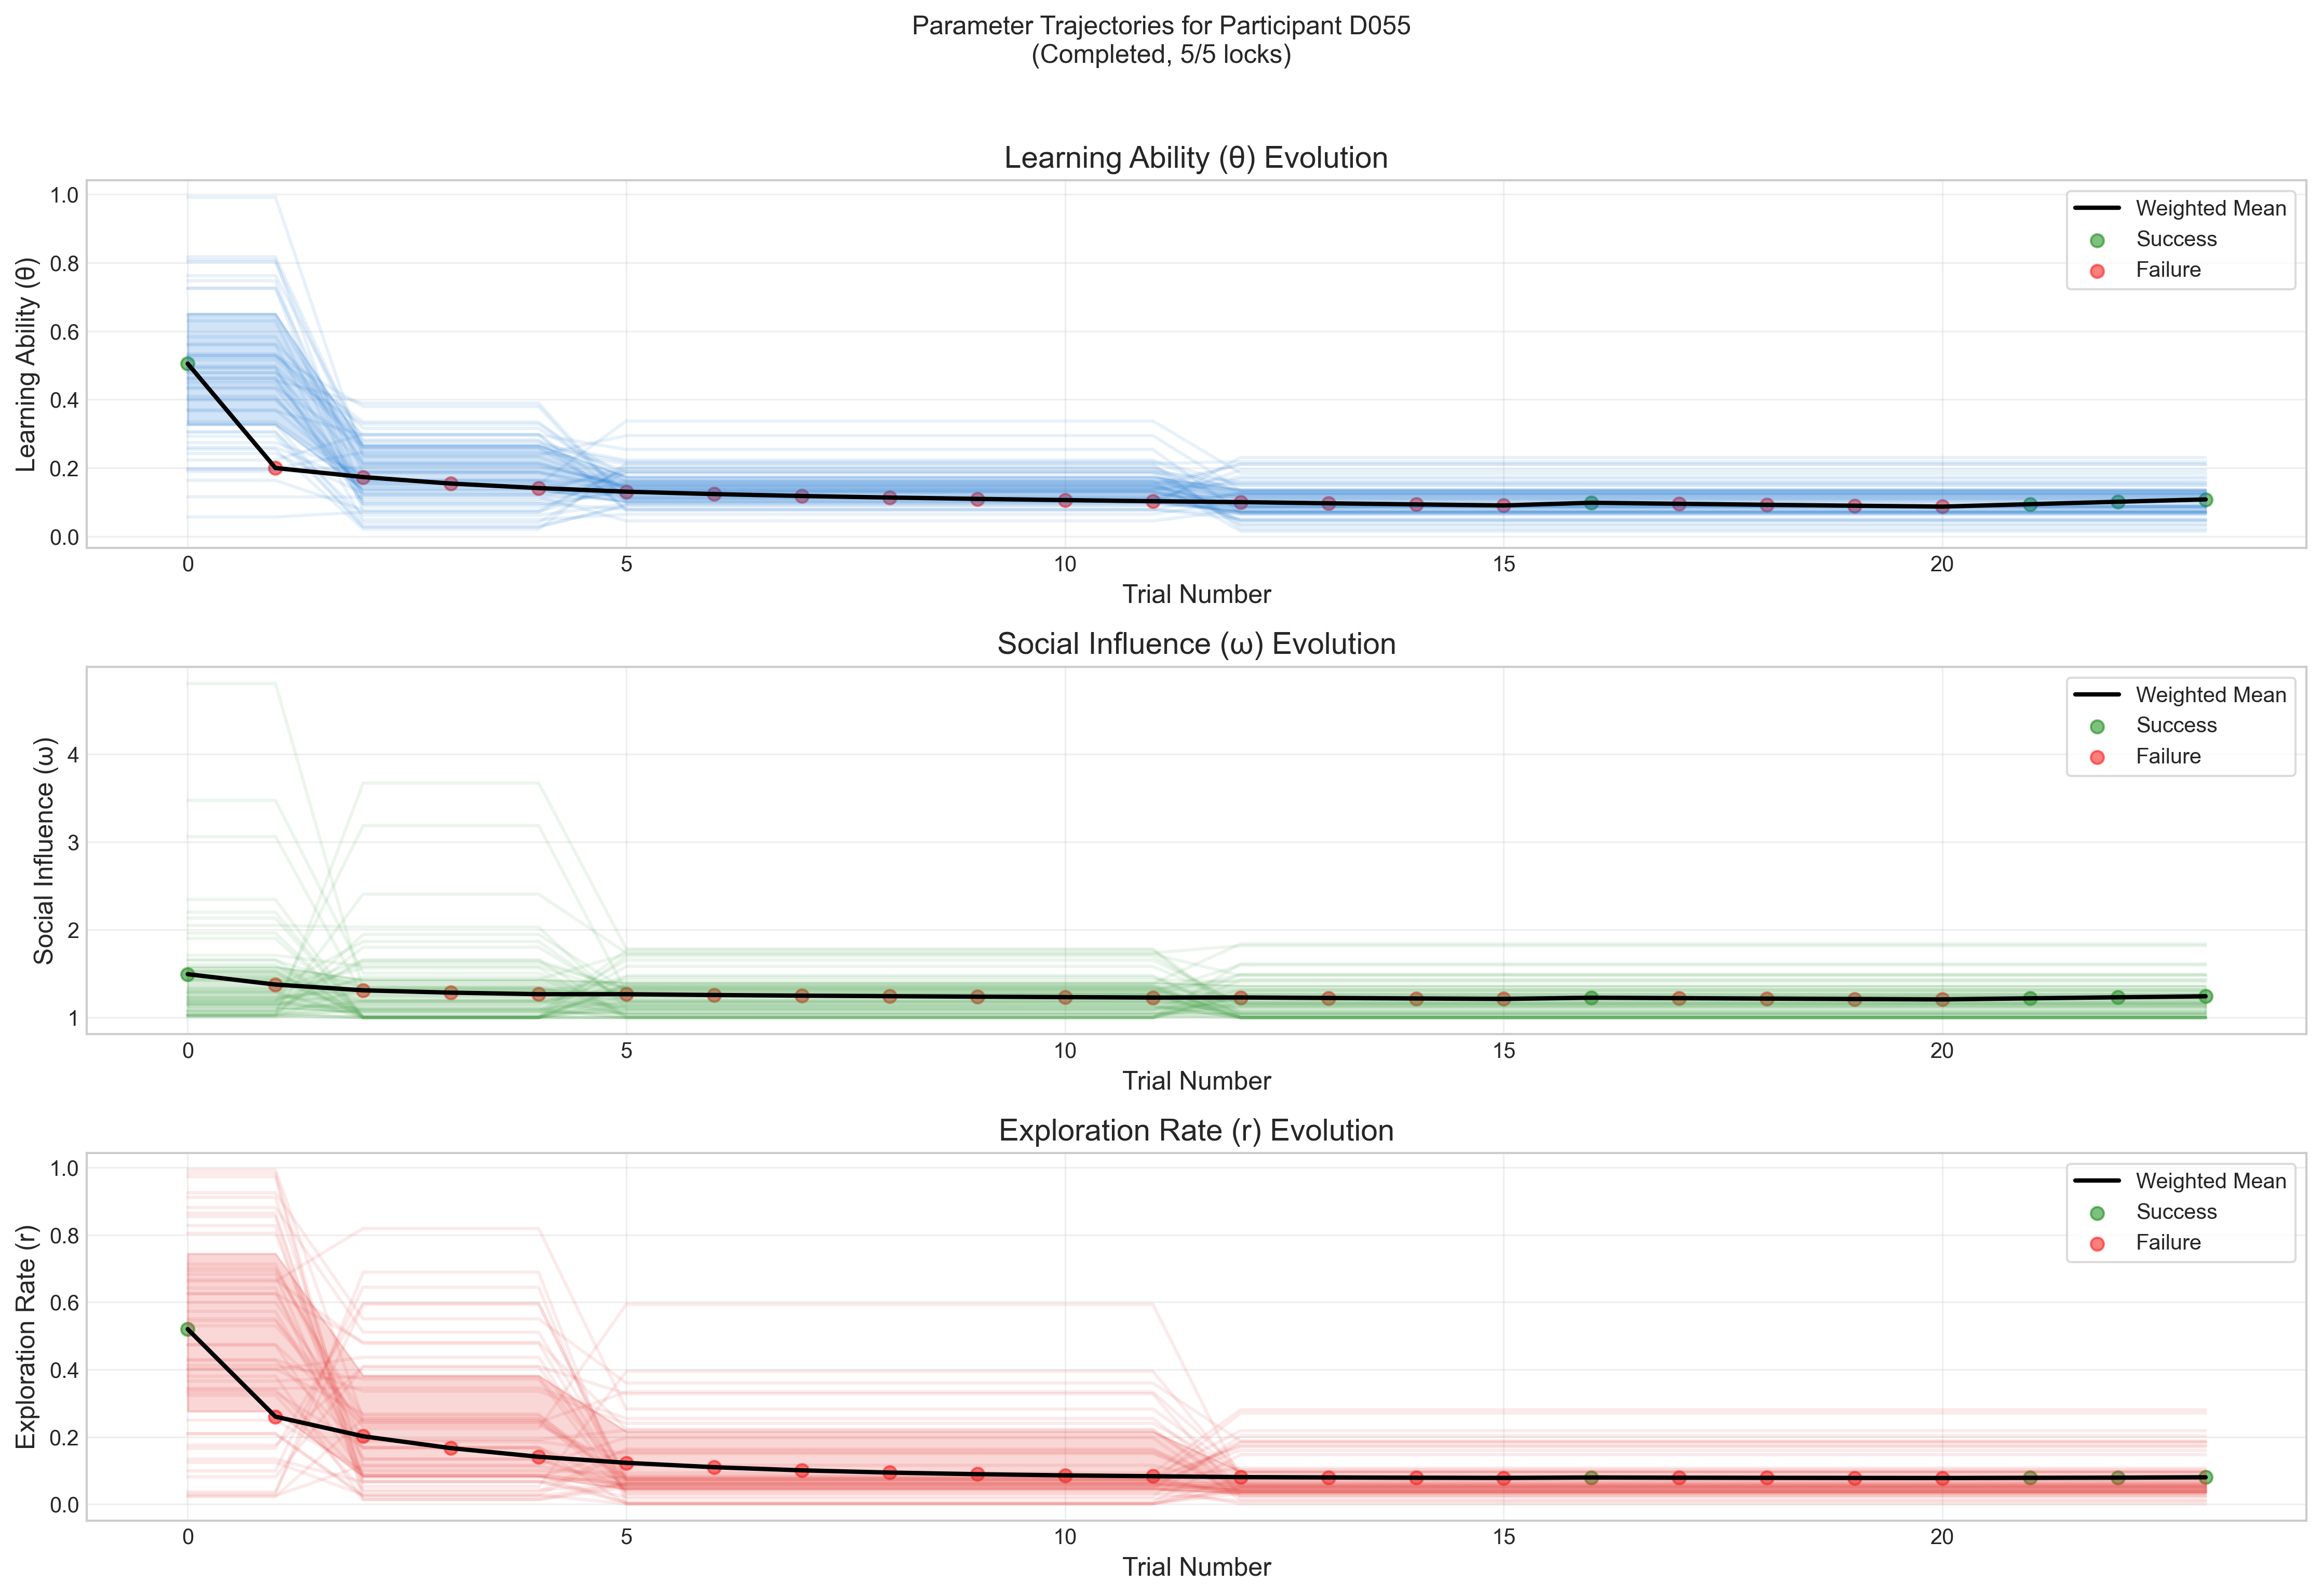 Parameter Trajectories for Participant D055
(Completed, 5/5 locks)
Learning Ability (θ) Evolution
Learning Ability (θ)
1.0
0.8
0.6
0.4
0.2
0.0
Weighted Mean
Success
Failure
0 5 10 15 20
Trial Number
Social Influence (ω) Evolution
Social Influence (ω)
4
3
2
1
Weighted Mean
Success
Failure
0 5 10 15 20
Trial Number
Exploration Rate (r) Evolution
Exploration Rate (r)
1.0
0.8
0.6
0.4
0.2
0.0
Weighted Mean
Success
Failure
0 5 10 15 20
Trial Number